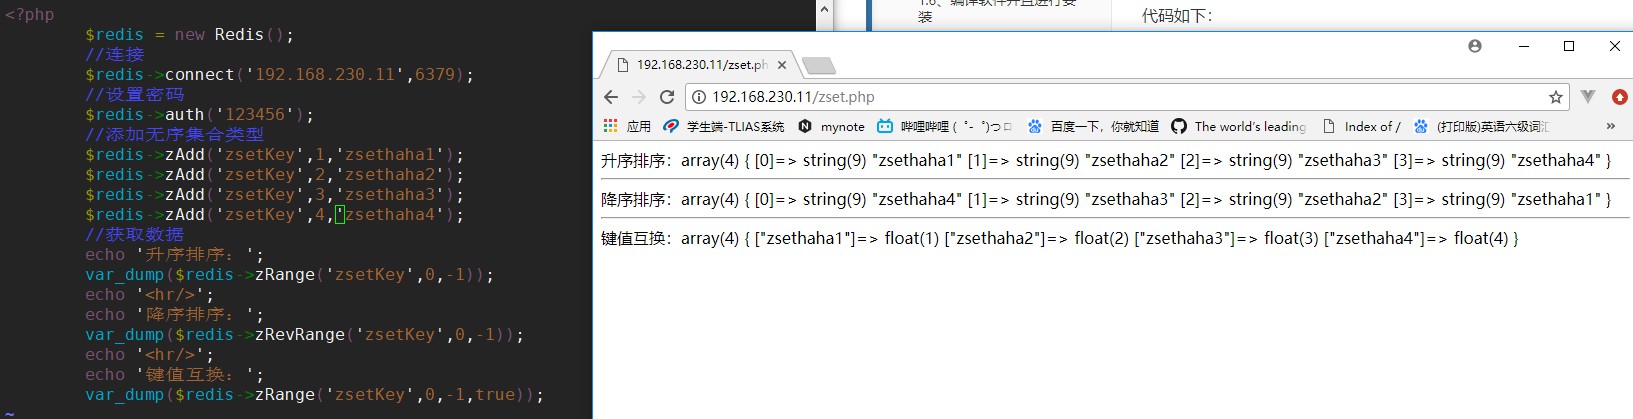 <?php
$redis = new Redis();
//连接
$redis->connect('192.168.230.11',6379);
//设置密码
$redis->auth('123456');
//添加无序集合类型
$redis->zAdd('zsetKey',1,'zsethaha1');
$redis->zAdd('zsetKey',2,'zsethaha2');
$redis->zAdd('zsetKey',3,'zsethaha3');
$redis->zAdd('zsetKey',4,'zsethaha4');
//获取数据
echo '升序排序：';
var_dump($redis->zRange('zsetKey',0,-1));
echo '<hr/>';
echo '降序排序：';
var_dump($redis->zRevRange('zsetKey',0,-1));
echo '<hr/>';
echo '键值互换：';
var_dump($redis->zRange('zsetKey',0,-1,true));
~
1.6、编译软件并且进行安
装
代码如下：
192.168.230.11/zset.ph
192.168.230.11/zset.php
应用 学生端-TLIAS系统 mynote 哔哩哔哩 ( ゜- ゜)つロ 百度一下，你就知道 The world's leading Index of / (打印版)英语六级词汇 »
升序排序：array(4) { [0]=> string(9) "zsethaha1" [1]=> string(9) "zsethaha2" [2]=> string(9) "zsethaha3" [3]=> string(9) "zsethaha4" }
降序排序：array(4) { [0]=> string(9) "zsethaha4" [1]=> string(9) "zsethaha3" [2]=> string(9) "zsethaha2" [3]=> string(9) "zsethaha1" }
键值互换：array(4) { ["zsethaha1"]=> float(1) ["zsethaha2"]=> float(2) ["zsethaha3"]=> float(3) ["zsethaha4"]=> float(4) }